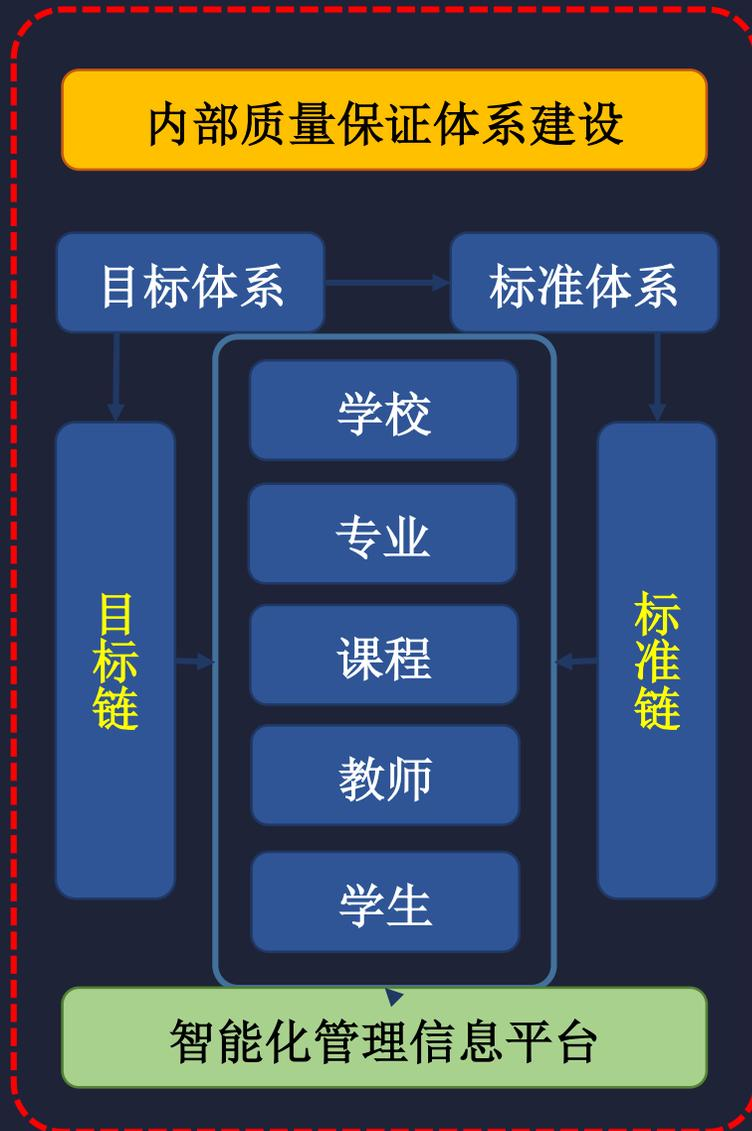 内部质量保证体系建设
目标体系
标准体系
学校
专业
课程
教师
学生
目标链
标准链
智能化管理信息平台